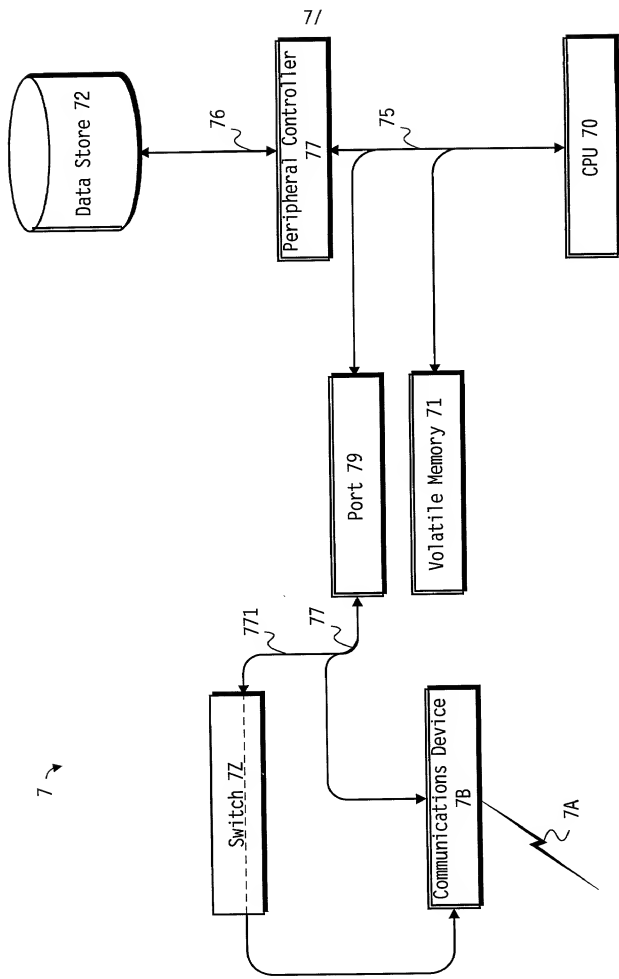 7/
Data Store 72
76
Peripheral Controller
77
75
CPU 70
Port 79
Volatile Memory 71
771
77
7
Switch 7Z
Communications Device
7B
7A